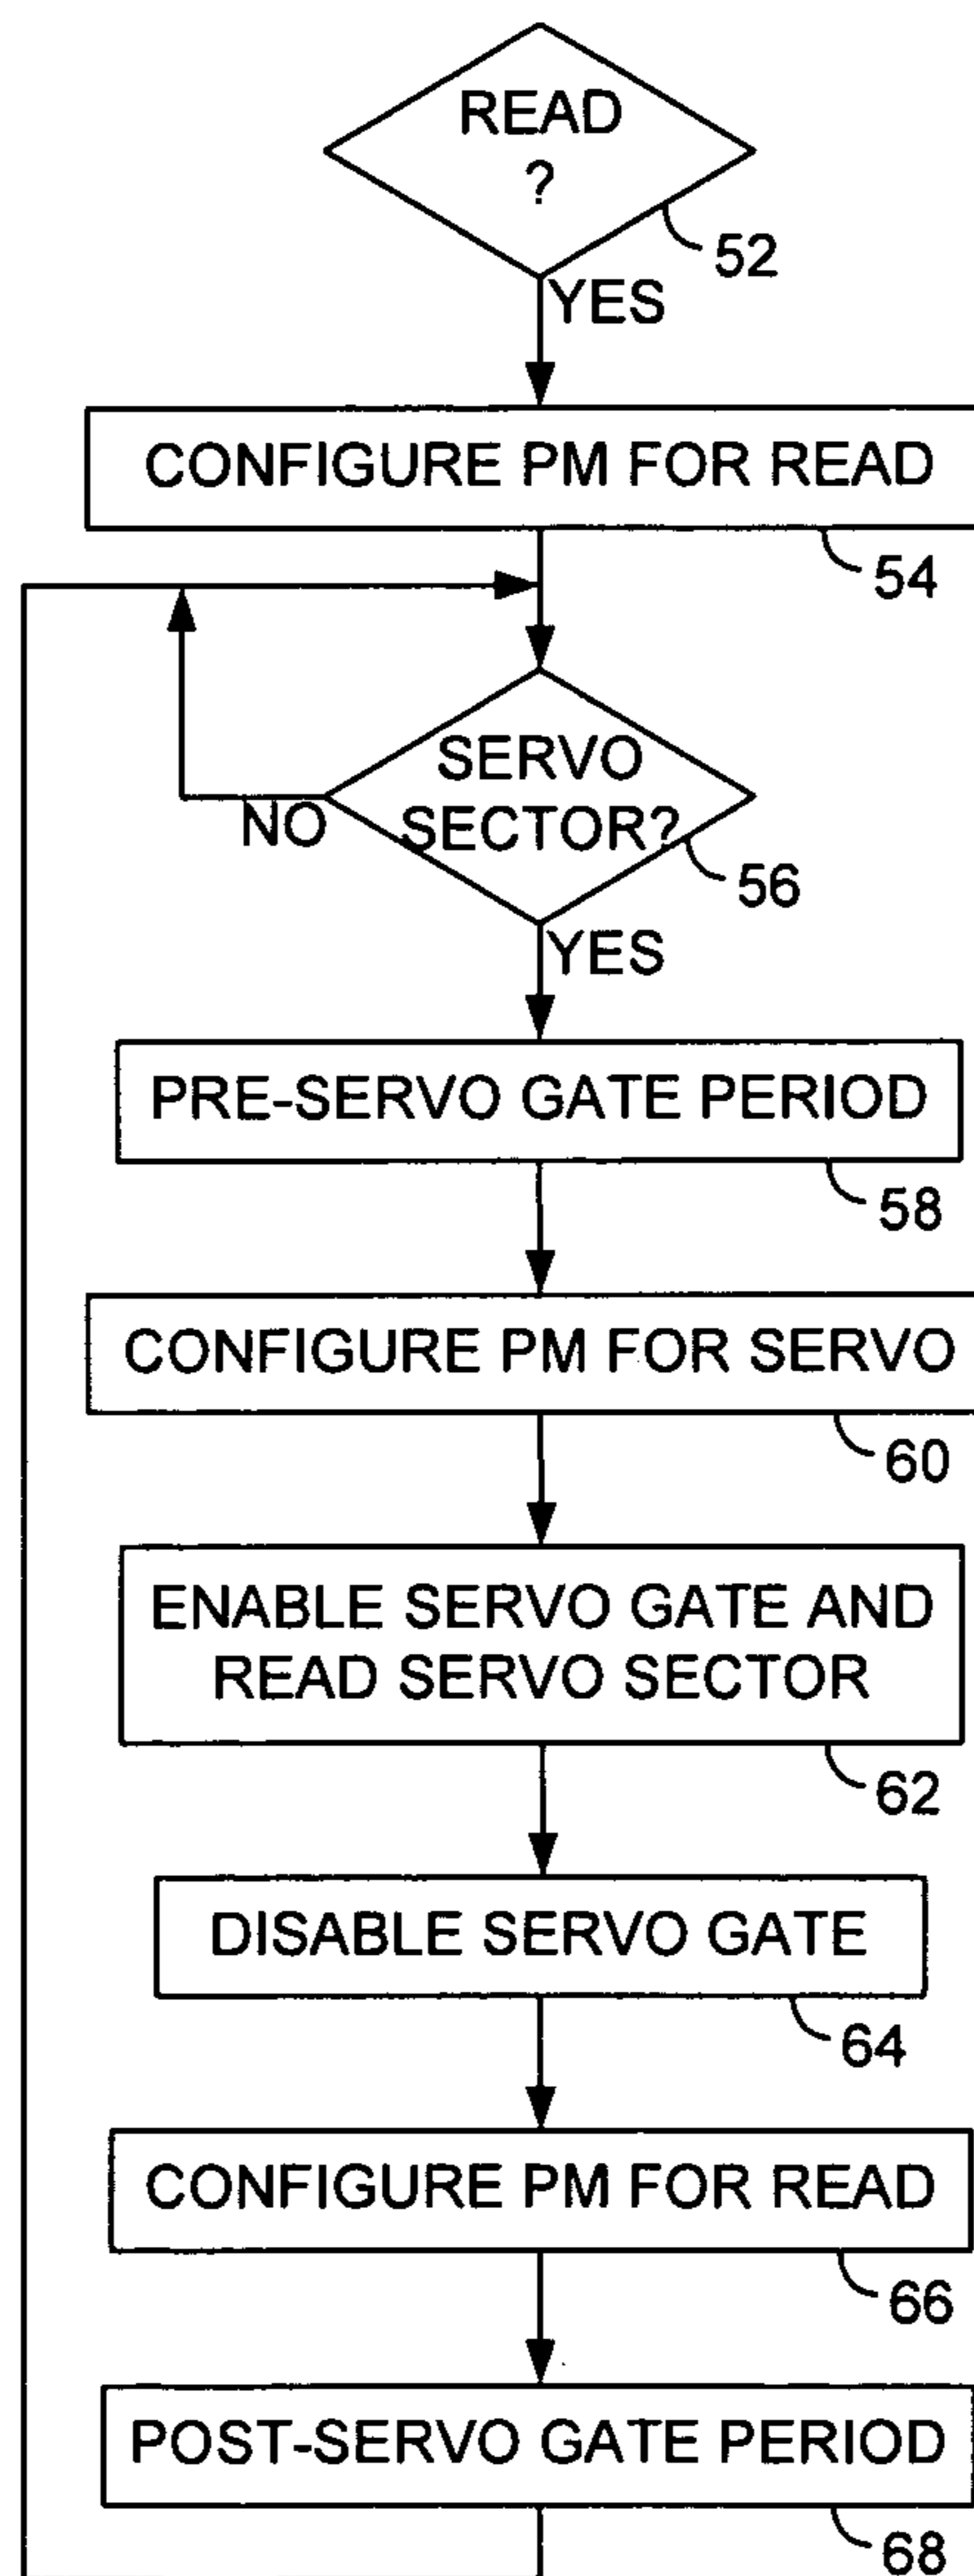 READ
?
52
YES
CONFIGURE PM FOR READ
54
SERVO
SECTOR?
NO
56
YES
PRE-SERVO GATE PERIOD
58
CONFIGURE PM FOR SERVO
60
ENABLE SERVO GATE AND
READ SERVO SECTOR
62
DISABLE SERVO GATE
64
CONFIGURE PM FOR READ
66
POST-SERVO GATE PERIOD
68